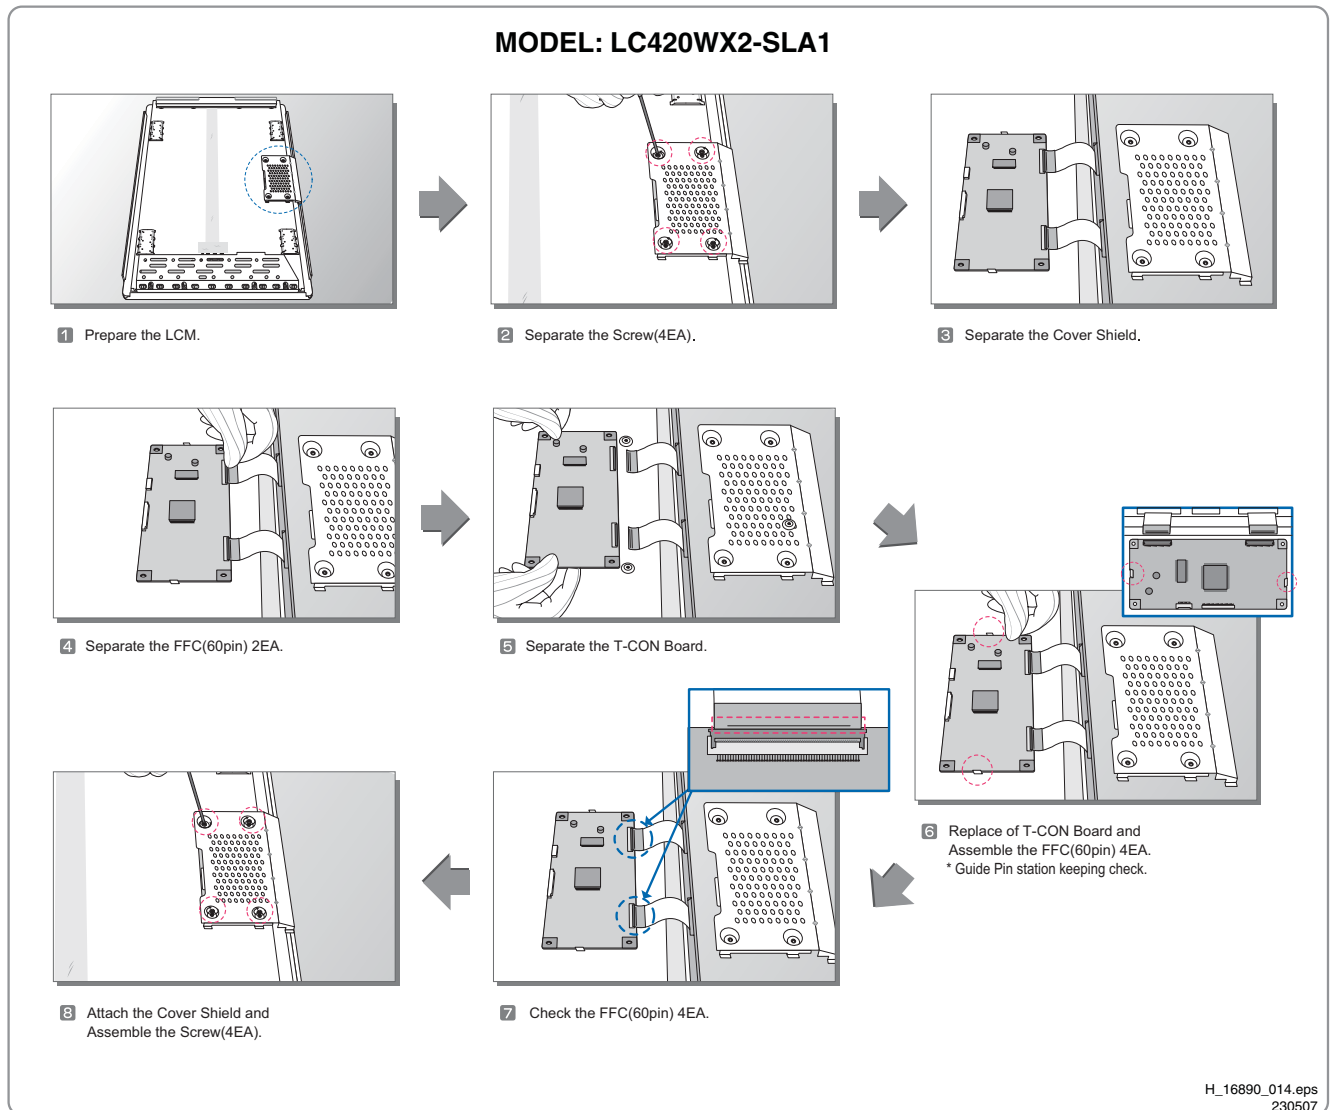 MODEL: LC420WX2-SLA1
1 Prepare the LCM.
2 Separate the Screw(4EA).
3 Separate the Cover Shield.
4 Separate the FFC(60pin) 2EA.
5 Separate the T-CON Board.
6 Replace of T-CON Board and
Assemble the FFC(60pin) 4EA.
* Guide Pin station keeping check.
7 Check the FFC(60pin) 4EA.
8 Attach the Cover Shield and
Assemble the Screw(4EA).
H_16890_014.eps
230507